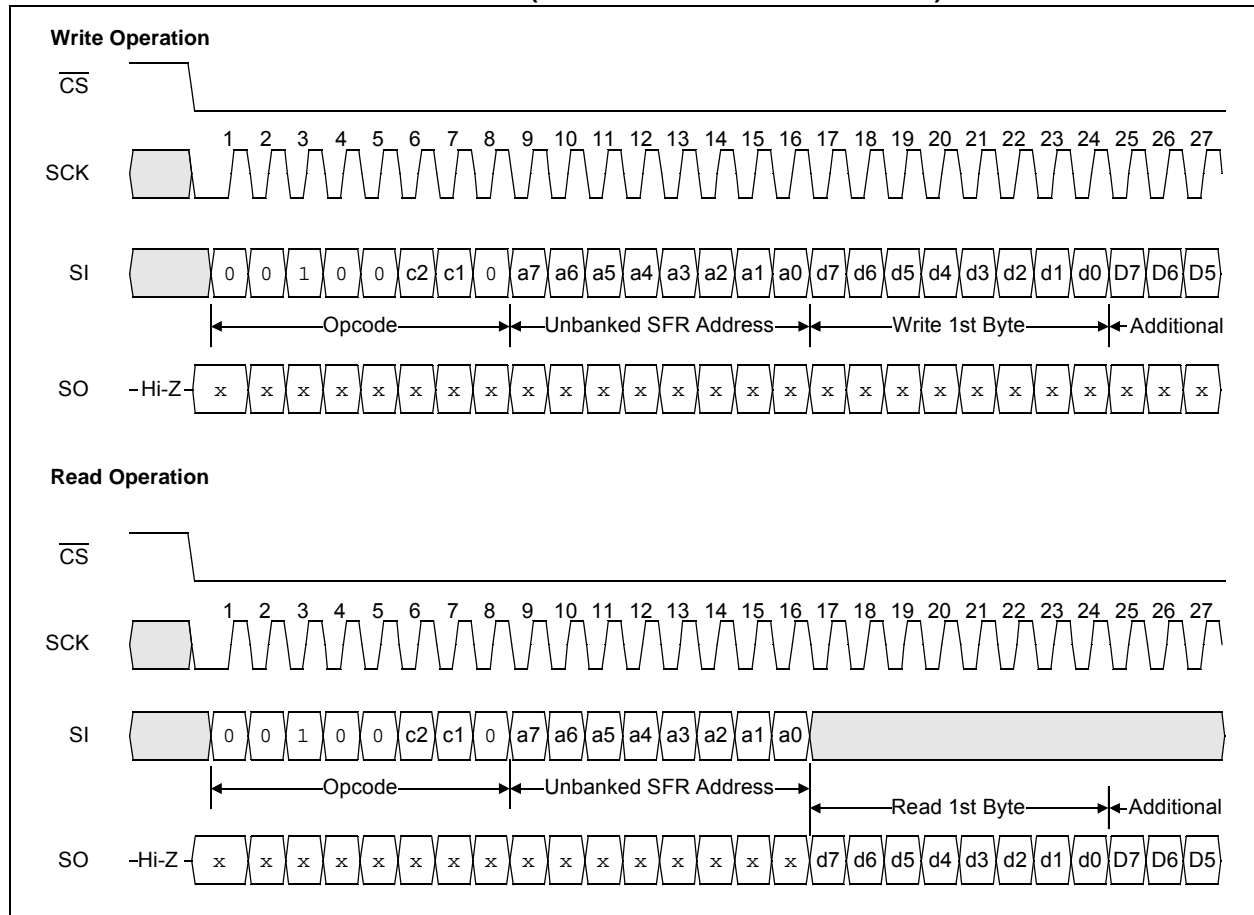 Write Operation
CS
1 2 3 4 5 6 7 8 9 10 11 12 13 14 15 16 17 18 19 20 21 22 23 24 25 26 27
SCK
SI 0 0 1 0 0 c2 c1 0 a7 a6 a5 a4 a3 a2 a1 a0 d7 d6 d5 d4 d3 d2 d1 d0 D7 D6 D5
Opcode Unbanked SFR Address Write 1st Byte Additional
SO Hi-Z x x x x x x x x x x x x x x x x x x x x x x x x x x x
Read Operation
CS
1 2 3 4 5 6 7 8 9 10 11 12 13 14 15 16 17 18 19 20 21 22 23 24 25 26 27
SCK
SI 0 0 1 0 0 c2 c1 0 a7 a6 a5 a4 a3 a2 a1 a0
Opcode Unbanked SFR Address
Read 1st Byte Additional
SO Hi-Z x x x x x x x x x x x x x x x x d7 d6 d5 d4 d3 d2 d1 d0 D7 D6 D5